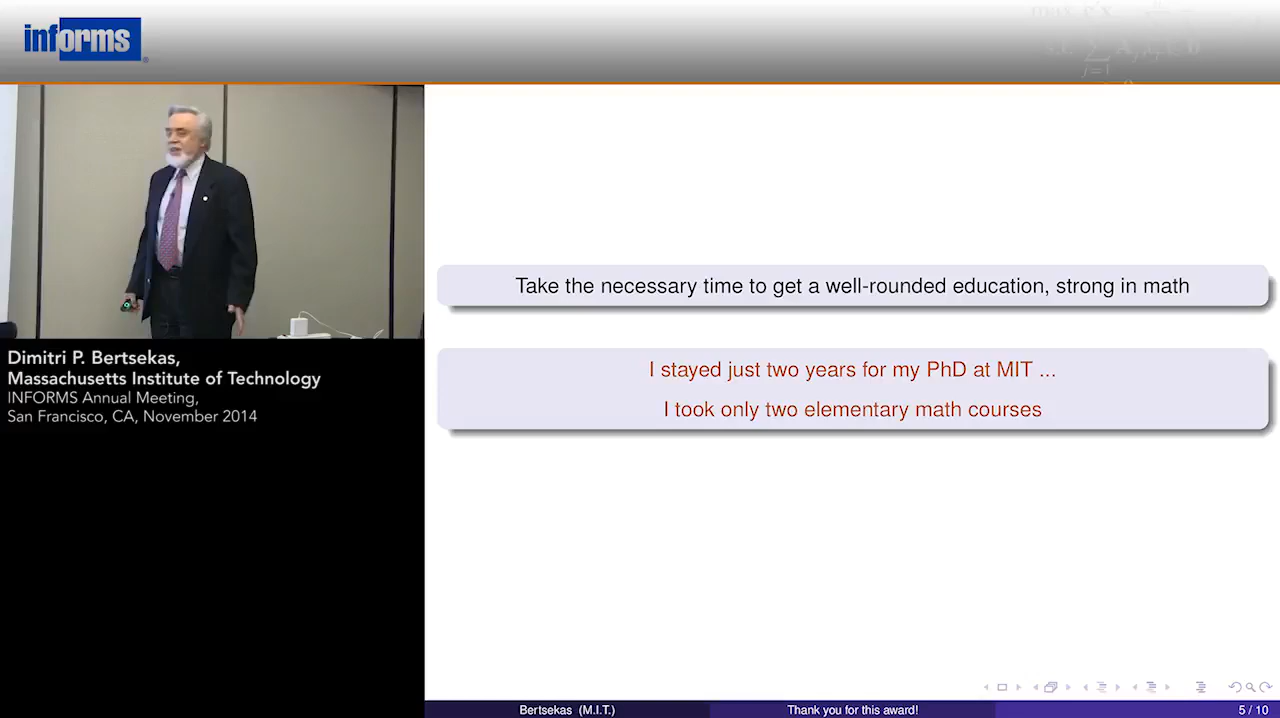 informs
Dimitri P. Bertsekas,
Massachusetts Institute of Technology
INFORMS Annual Meeting,
San Francisco, CA, November 2014
Take the necessary time to get a well-rounded education, strong in math
I stayed just two years for my PhD at MIT ...
I took only two elementary math courses
Bertsekas (M.I.T.)
Thank you for this award!
5 / 10